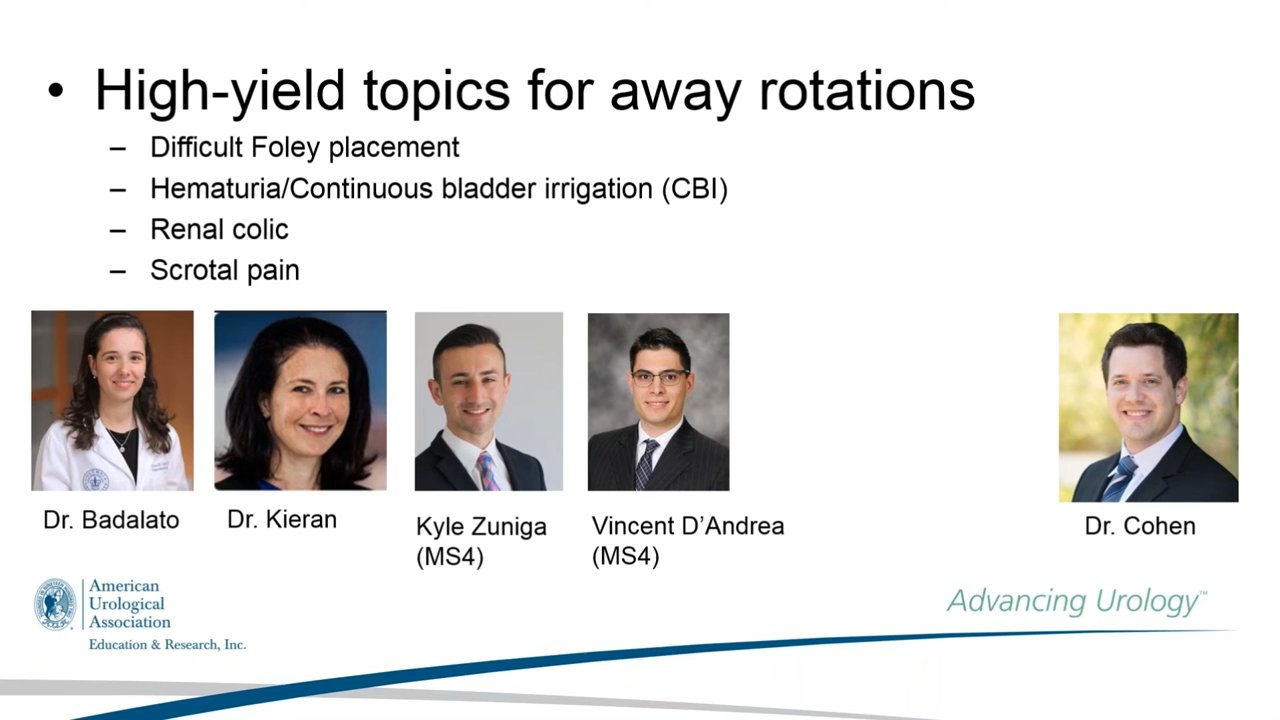 • High-yield topics for away rotations
– Difficult Foley placement
– Hematuria/Continuous bladder irrigation (CBI)
– Renal colic
– Scrotal pain
Dr. Badalato
Dr. Kieran
Kyle Zuniga
(MS4)
Vincent D’Andrea
(MS4)
Dr. Cohen
American
Urological
Association
Education & Research, Inc.
Advancing Urology™